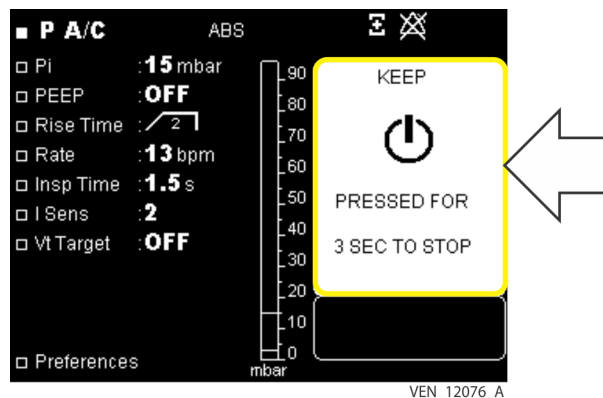 P A/C ABS
Pi :15 mbar
PEEP :OFF
Rise Time : 2
Rate :13 bpm
Insp Time :1.5 s
I Sens :2
Vt Target :OFF
Preferences
90
80
70
60
50
40
30
20
10
0
mbar
KEEP
PRESSED FOR
3 SEC TO STOP
VEN 12076 A